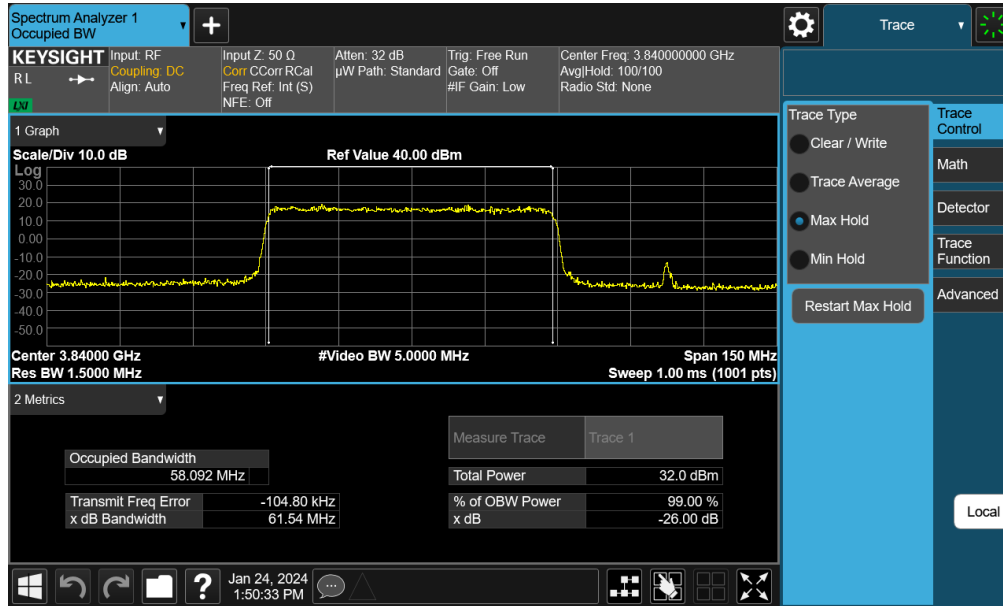 Spectrum Analyzer 1
Occupied BW
+
Trace
KEYSIGHT
R L
LXI
Input: RF
Coupling: DC
Align: Auto
Input Z: 50 Ω
Corr CCorr RCal
Freq Ref: Int (S)
NFE: Off
Atten: 32 dB
µW Path: Standard
Trig: Free Run
Gate: Off
#IF Gain: Low
Center Freq: 3.840000000 GHz
Avg|Hold: 100/100
Radio Std: None
1 Graph
Scale/Div 10.0 dB
Ref Value 40.00 dBm
Log
30.0
20.0
10.0
0.00
-10.0
-20.0
-30.0
-40.0
-50.0
Center 3.84000 GHz
#Video BW 5.0000 MHz
Span 150 MHz
Res BW 1.5000 MHz
Sweep 1.00 ms (1001 pts)
2 Metrics
Measure Trace
Trace 1
Occupied Bandwidth
58.092 MHz
Total Power
32.0 dBm
Transmit Freq Error
-104.80 kHz
% of OBW Power
99.00 %
x dB Bandwidth
61.54 MHz
x dB
-26.00 dB
Trace Type
Clear / Write
Trace Average
Max Hold
Min Hold
Restart Max Hold
Trace
Control
Math
Detector
Trace
Function
Advanced
Local
?
Jan 24, 2024
1:50:33 PM